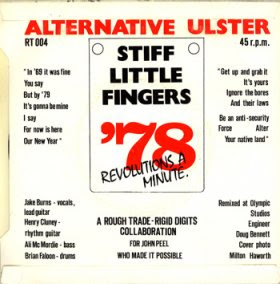 ALTERNATIVE ULSTER
RT 004
45 r.p.m.
STIFF
LITTLE
FINGERS
"In '69 it was fine
You say
But by '79
It's gonna be mine
I say
For now is here
Our New Year"
"Get up and grab it
It's yours
Ignore the bores
And their laws
Be an anti-security
Force Alter
Your native land"
'78
REVOLUTIONS A
MINUTE.
Jake Burns - vocals,
lead guitar
Henry Cluney -
rhythm guitar
Ali Mc Mordie - bass
Brian Faloon - drums
A ROUGH TRADE - RIGID DIGITS
COLLABORATION
FOR JOHN PEEL
WHO MADE IT POSSIBLE
Remixed at Olympic
Studios
Engineer
Doug Bennett
Cover photo
Milton Haworth